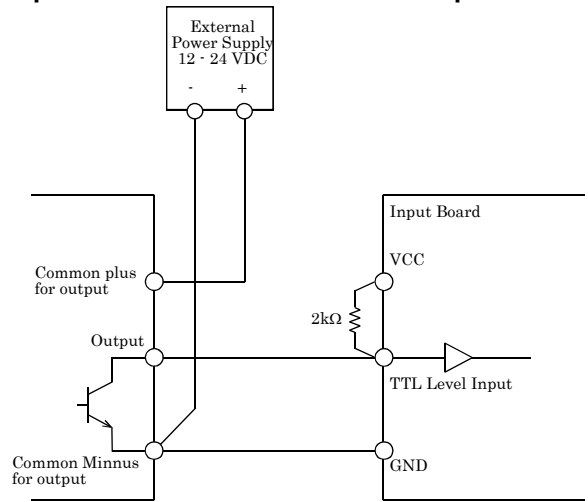 External
Power Supply
12 - 24 VDC
- +
Input Board
VCC
Common plus
for output
2kΩ
Output
TTL Level Input
Common Minnus
for output
GND